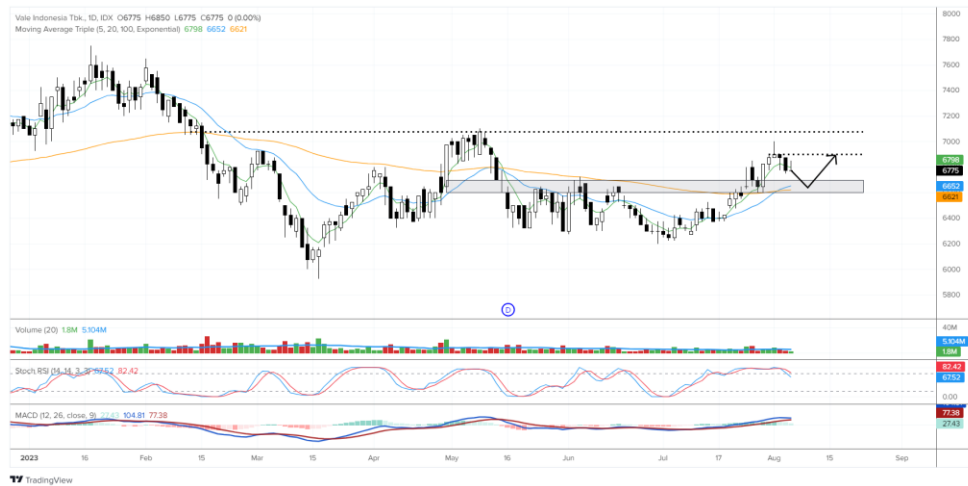 Vale Indonesia Tbk., 1D, IDX O6775 H6850 L6775 C6775 0 (0.00%)
Moving Average Triple (5, 20, 100, Exponential) 6798 6652 6621
8000
7800
7600
7400
7200
7000
6798
6775
6652
6621
6400
6200
6000
5800
D
Volume (20) 1.8M 5.104M
40M
5.104M
1.8M
Stoch RSI (14, 14, 3, 3) 67.52 82.42
82.42
67.52
0.00
MACD (12, 26, close, 9) 27.43 104.81 77.38
77.38
27.43
2023 16 Feb 15 Mar 15 Apr May 16 Jun Jul 17 Aug 15 Sep
TradingView